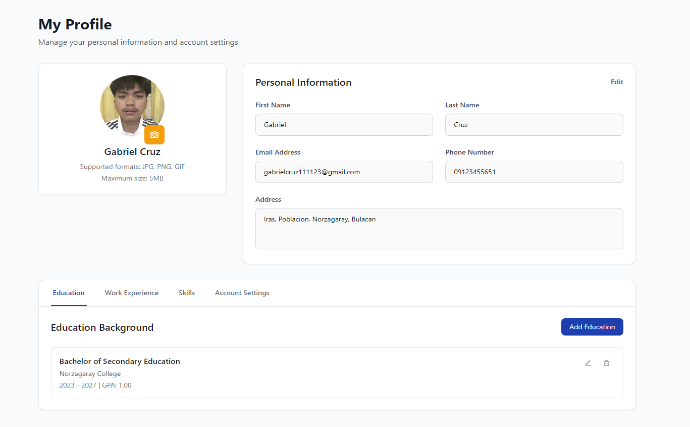 My Profile
Manage your personal information and account settings
Gabriel Cruz
Supported formats: JPG, PNG, GIF
Maximum size: 5MB
Personal Information
Edit
First Name
Last Name
Gabriel
Cruz
Email Address
Phone Number
gabrielcruz111123@gmail.com
09123455651
Address
Iras, Poblacion, Norzagaray, Bulacan
Education
Work Experience
Skills
Account Settings
Education Background
Add Education
Bachelor of Secondary Education
Norzagaray College
2023 - 2027 | GPA: 1.00